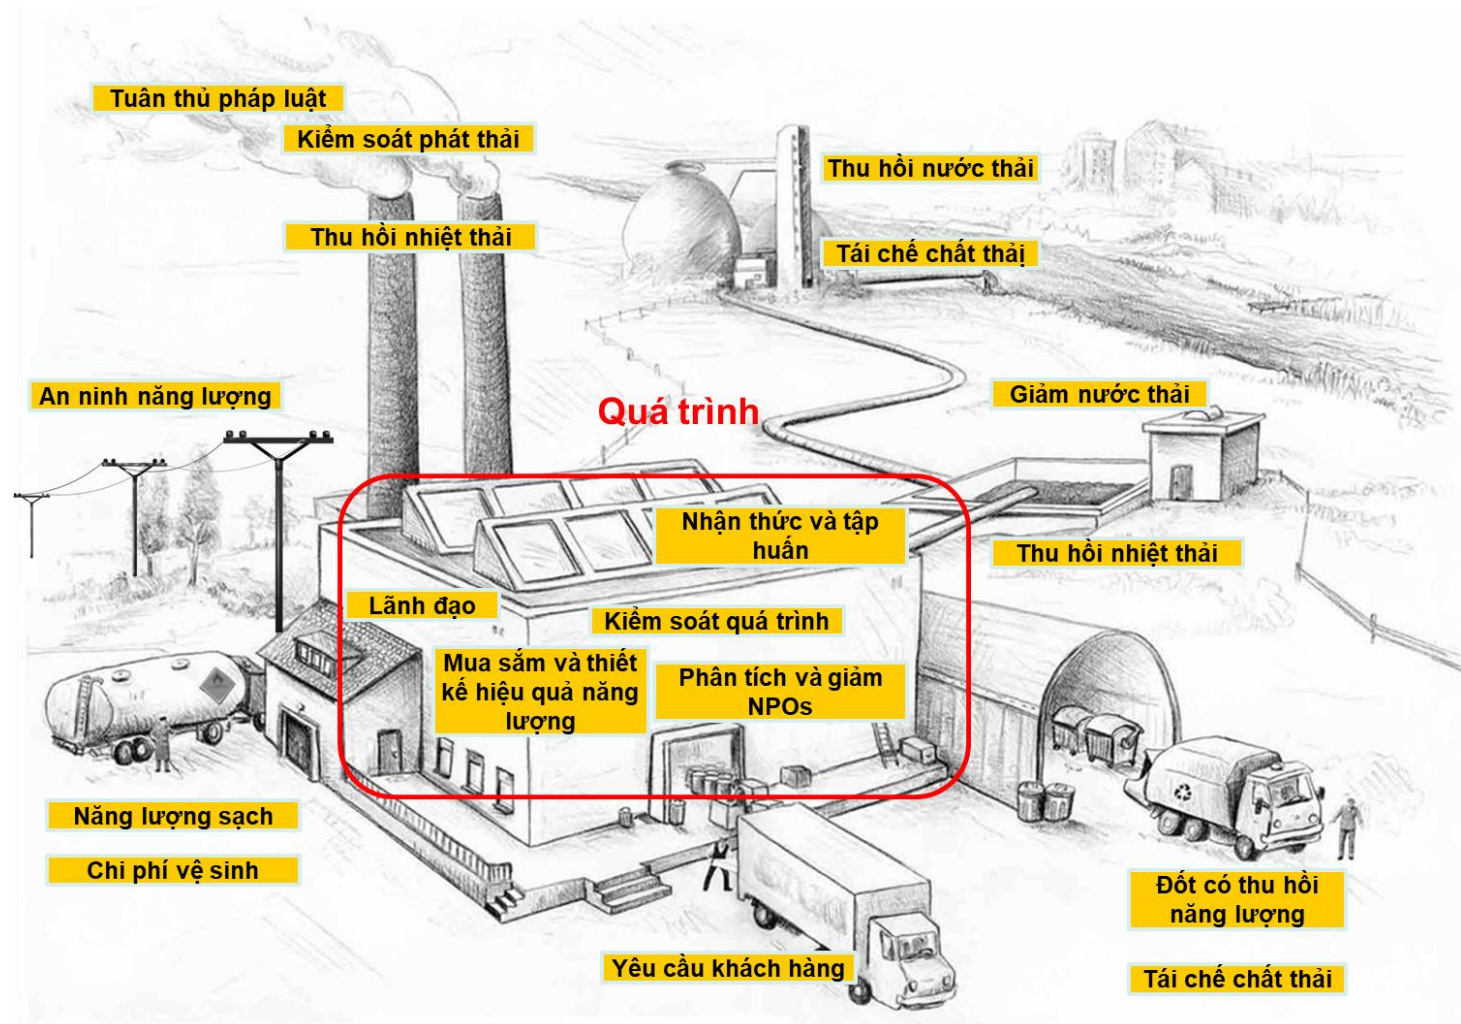 Tuân thủ pháp luật
Kiểm soát phát thải
Thu hồi nước thải
Thu hồi nhiệt thải
Tái chế chất thảị
An ninh năng lượng
Quá trình
Giảm nước thải
Nhận thức và tập
huấn
Thu hồi nhiệt thải
Lãnh đạo
Kiểm soát quá trình
Mua sắm và thiết
kế hiệu quả năng
lượng
Phân tích và giảm
NPOs
Năng lượng sạch
Chi phí vệ sinh
Đốt có thu hồi
năng lượng
Yêu cầu khách hàng
Tái chế chất thải